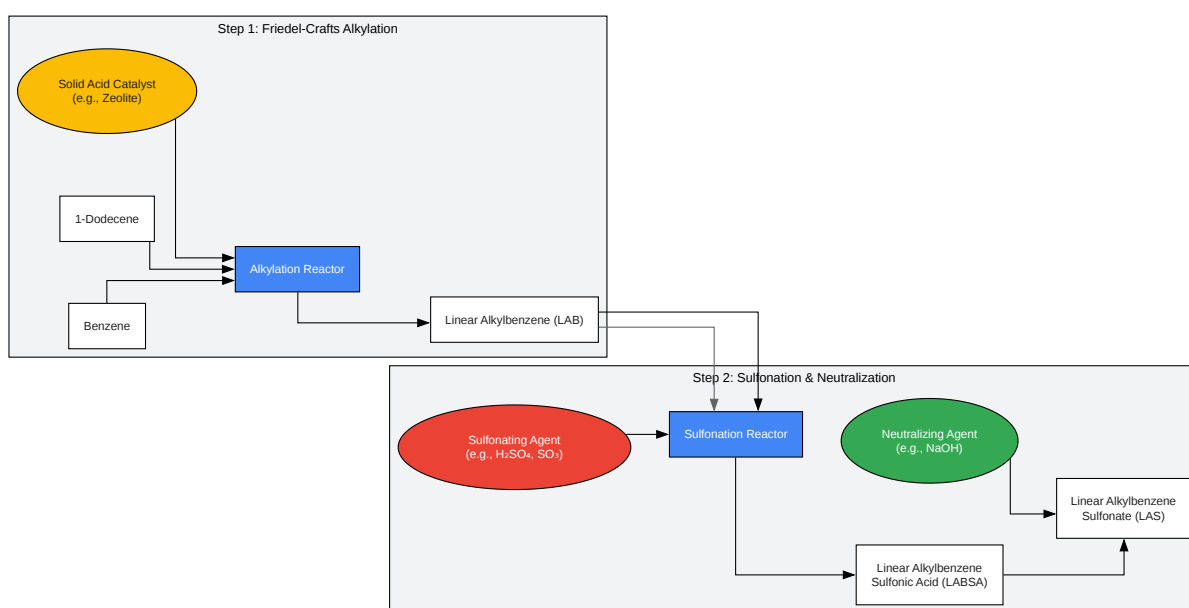 Step 1: Friedel-Crafts Alkylation
Solid Acid Catalyst
(e.g., Zeolite)
1-Dodecene
Alkylation Reactor
Benzene
Linear Alkylbenzene (LAB)
Step 2: Sulfonation & Neutralization
Sulfonating Agent
(e.g., H₂SO₄, SO₃)
Sulfonation Reactor
Neutralizing Agent
(e.g., NaOH)
Linear Alkylbenzene
Sulfonate (LAS)
Linear Alkylbenzene
Sulfonic Acid (LABSA)